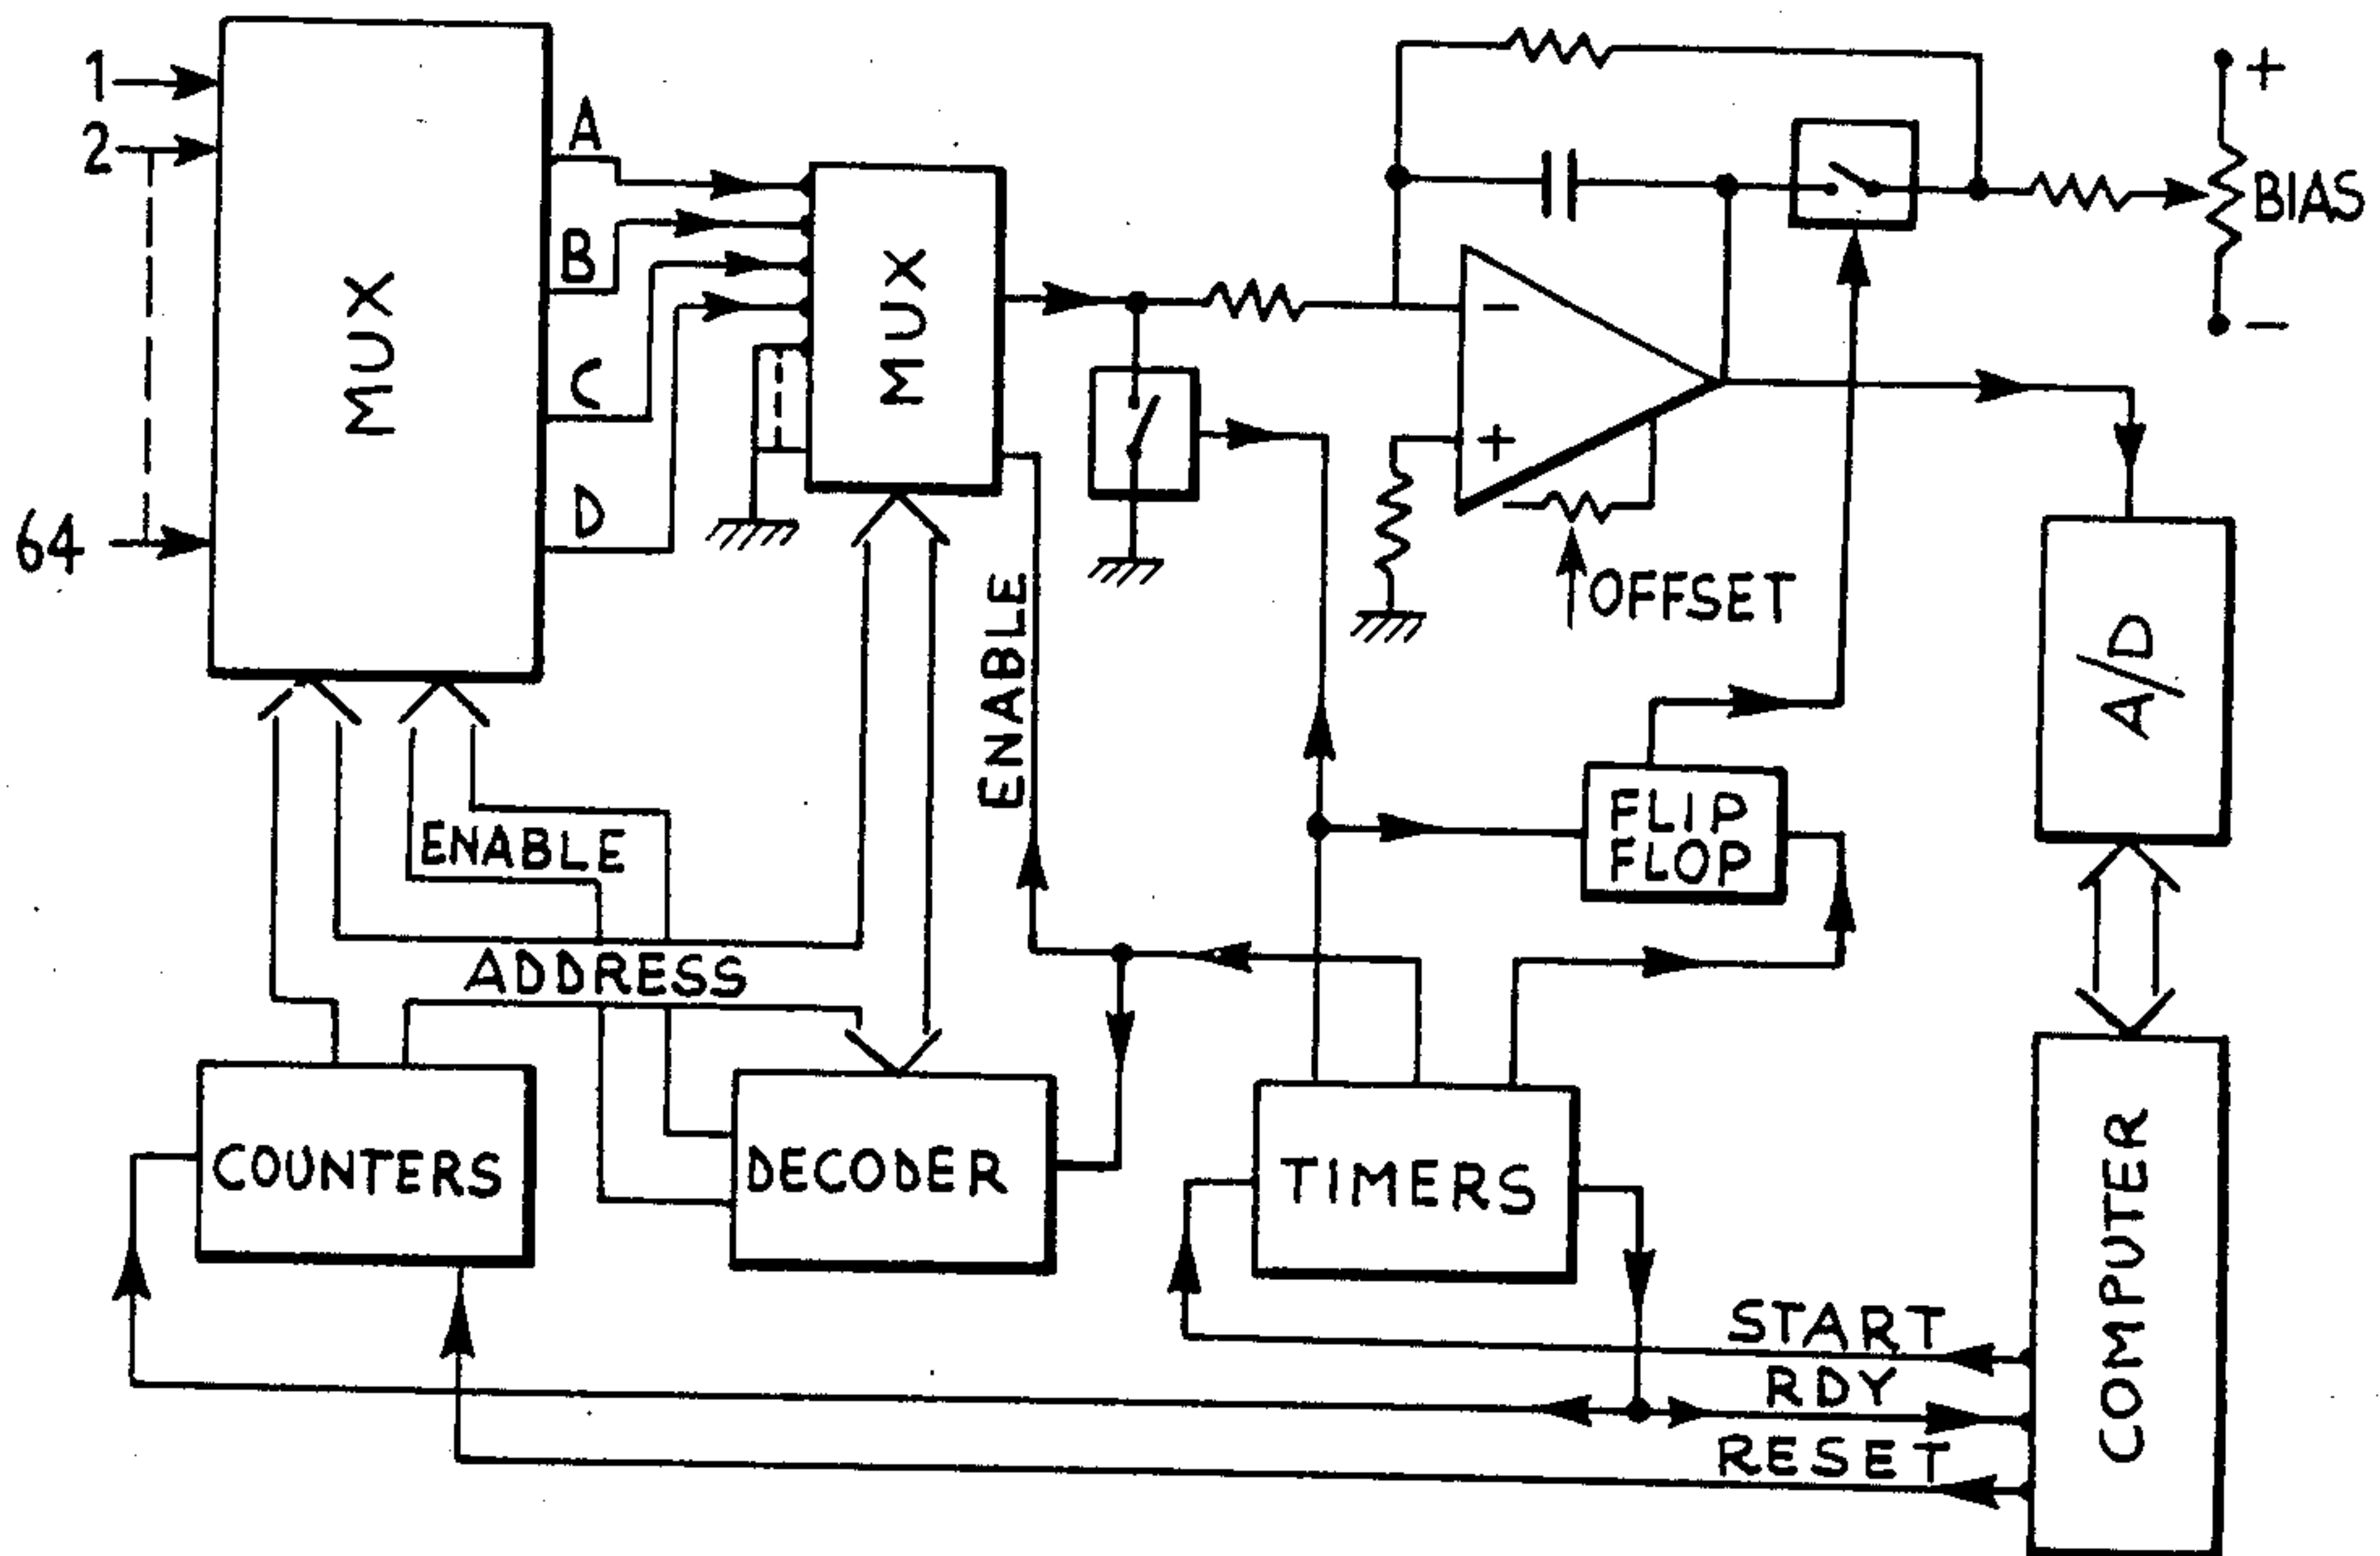 1
2
64
MUX
A
B
C
D
MUX
+
BIAS
−
−
+
OFFSET
A/D
ENABLE
ENABLE
FLIP
FLOP
ADDRESS
COUNTERS
DECODER
TIMERS
COMPUTER
START
RDY
RESET